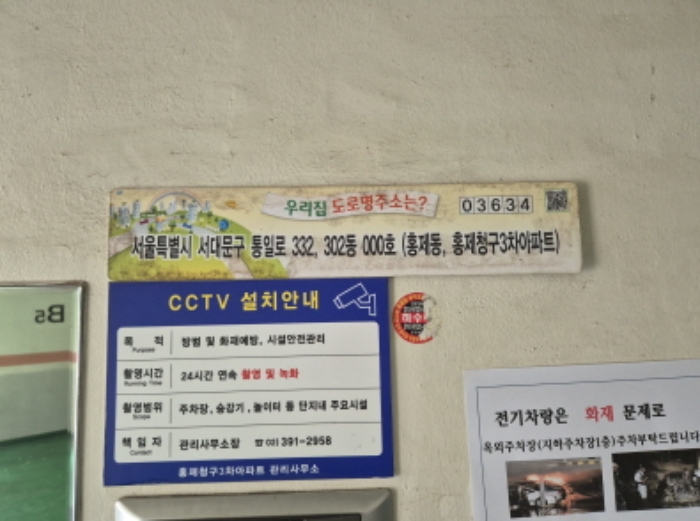 우리집 도로명주소는?
03634
서울특별시 서대문구 통일로 332, 302동 000호 (홍제동, 홍제청구3차아파트)
CCTV 설치안내
목 적
Purpose
방범 및 화재예방, 시설안전관리
촬영시간
Running Time
24시간 연속 촬영 및 녹화
촬영범위
Scope
주차장, 승강기, 놀이터 등 단지내 주요시설
책 임 자
Contact
관리사무소장 ☎(02)391-2958
홍제청구3차아파트 관리사무소
B5
전기차량은 화재 문제로
옥외주차장(지하주차장1층)주차부탁드립니다